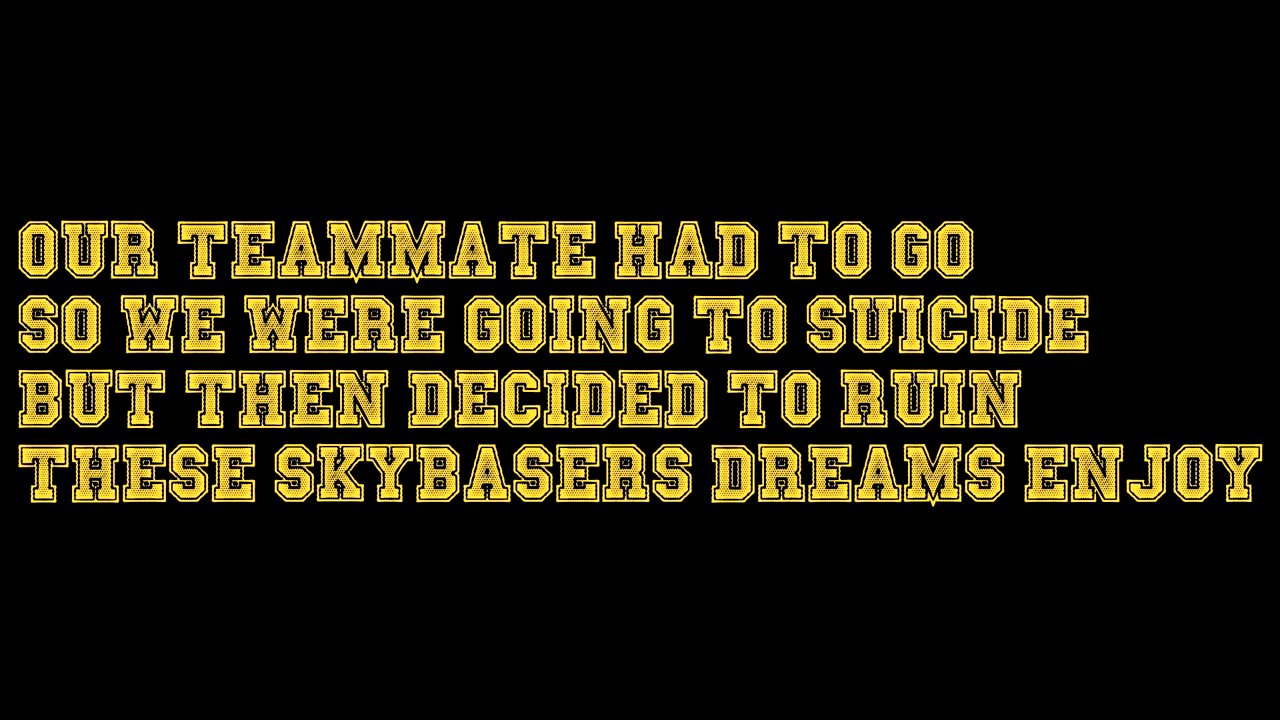 OUR TEAMMATE HAD TO GO
SO WE WERE GOING TO SUICIDE
BUT THEN DECIDED TO RUIN
THESE SKYBASERS DREAMS ENJOY